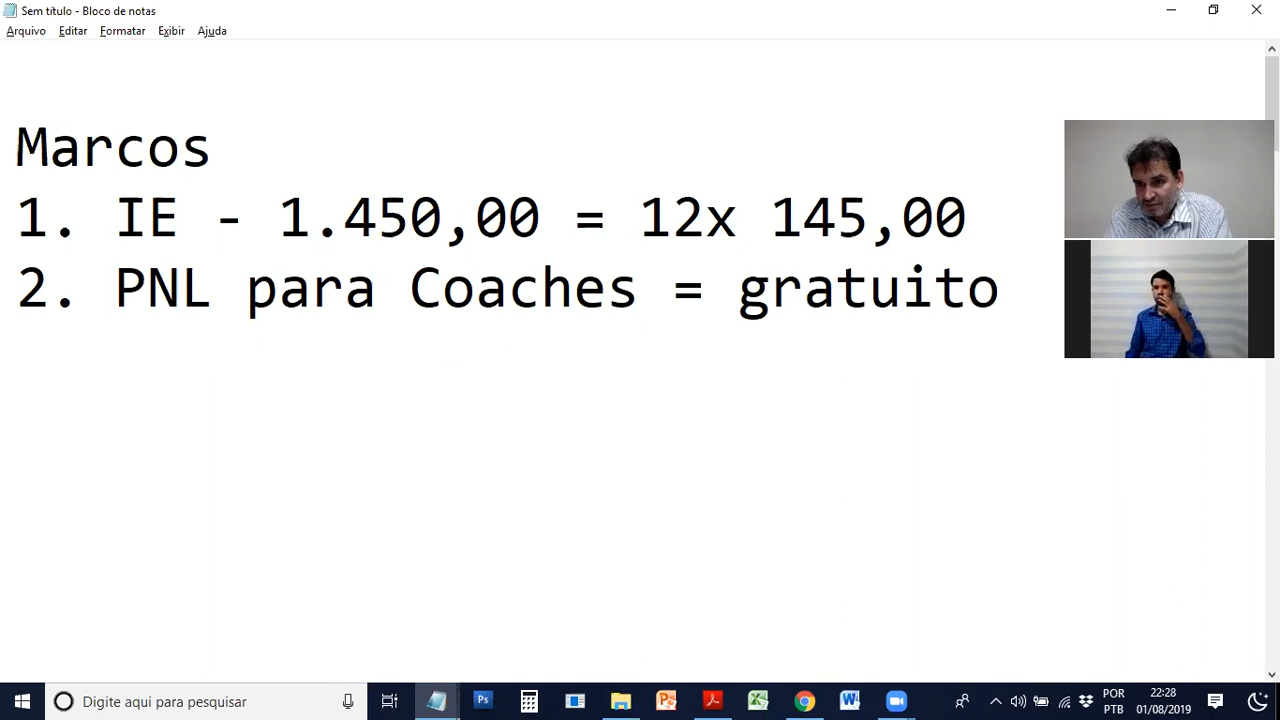 Sem título - Bloco de notas
Arquivo Editar Formatar Exibir Ajuda
Marcos
1. IE - 1.450,00 = 12x 145,00
2. PNL para Coaches = gratuito
Digite aqui para pesquisar
Ps
POR
PTB
22:28
01/08/2019